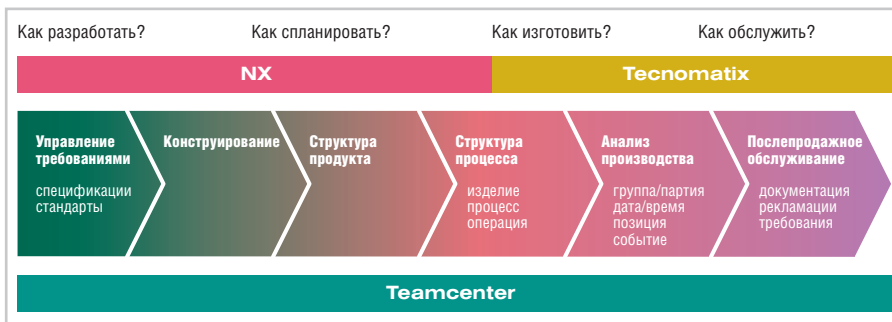 Как разработать? Как спланировать? Как изготовить? Как обслужить?
NX Tecnomatix
Управление
требованиями
спецификации
стандарты
Конструирование
Структура
продукта
Структура
процесса
изделие
процесс
операция
Анализ
производства
группа/партия
дата/время
позиция
событие
Послепродажное
обслуживание
документация
рекламации
требования
Teamcenter